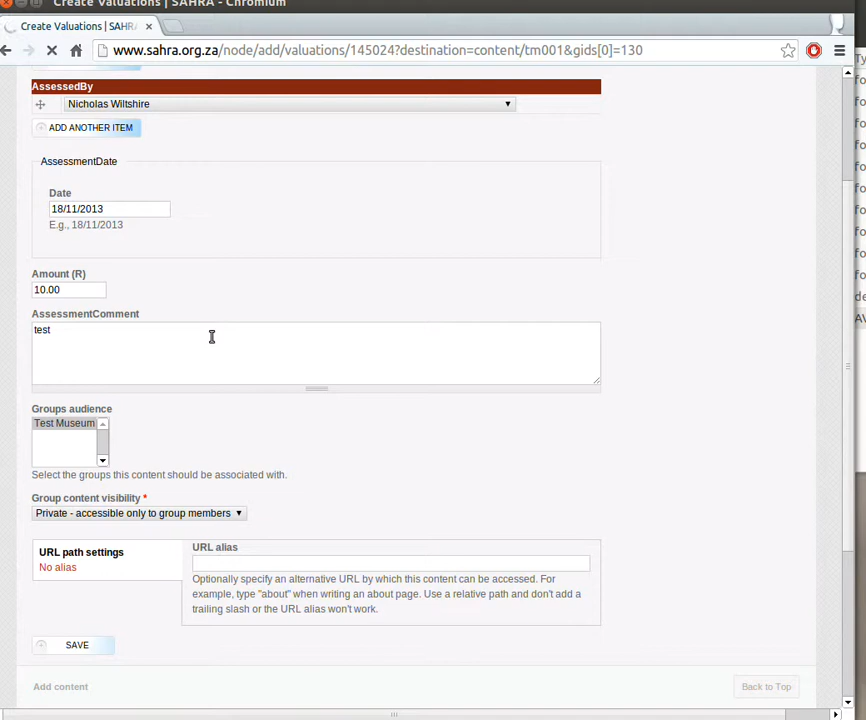 Create Valuations | SAHRA - Chromium
Create Valuations | SAHRA
www.sahra.org.za/node/add/valuations/145024?destination=content/tm001&gids[0]=130
AssessedBy
Nicholas Wiltshire
ADD ANOTHER ITEM
AssessmentDate
Date
18/11/2013
E.g., 18/11/2013
Amount (R)
10.00
AssessmentComment
test
Groups audience
Test Museum
Select the groups this content should be associated with.
Group content visibility *
Private - accessible only to group members
URL path settings
No alias
URL alias
Optionally specify an alternative URL by which this content can be accessed. For
example, type "about" when writing an about page. Use a relative path and don't add a
trailing slash or the URL alias won't work.
SAVE
Add content
Back to Top